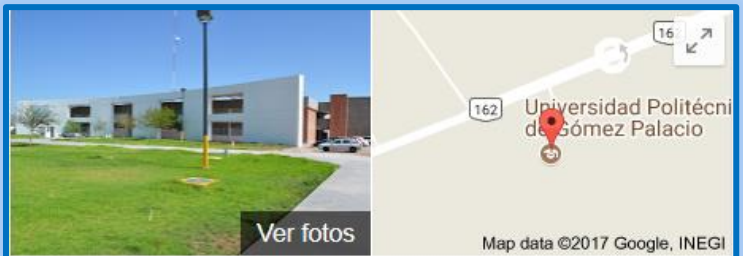 Ver fotos
162
162
Universidad Politécni
de Gómez Palacio
Map data ©2017 Google, INEGI